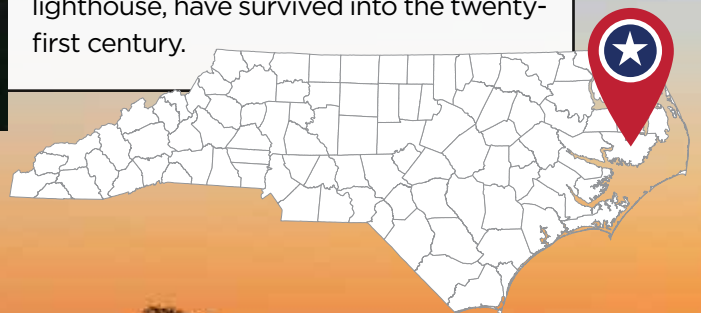 lighthouse, have survived into the twenty-
first century.